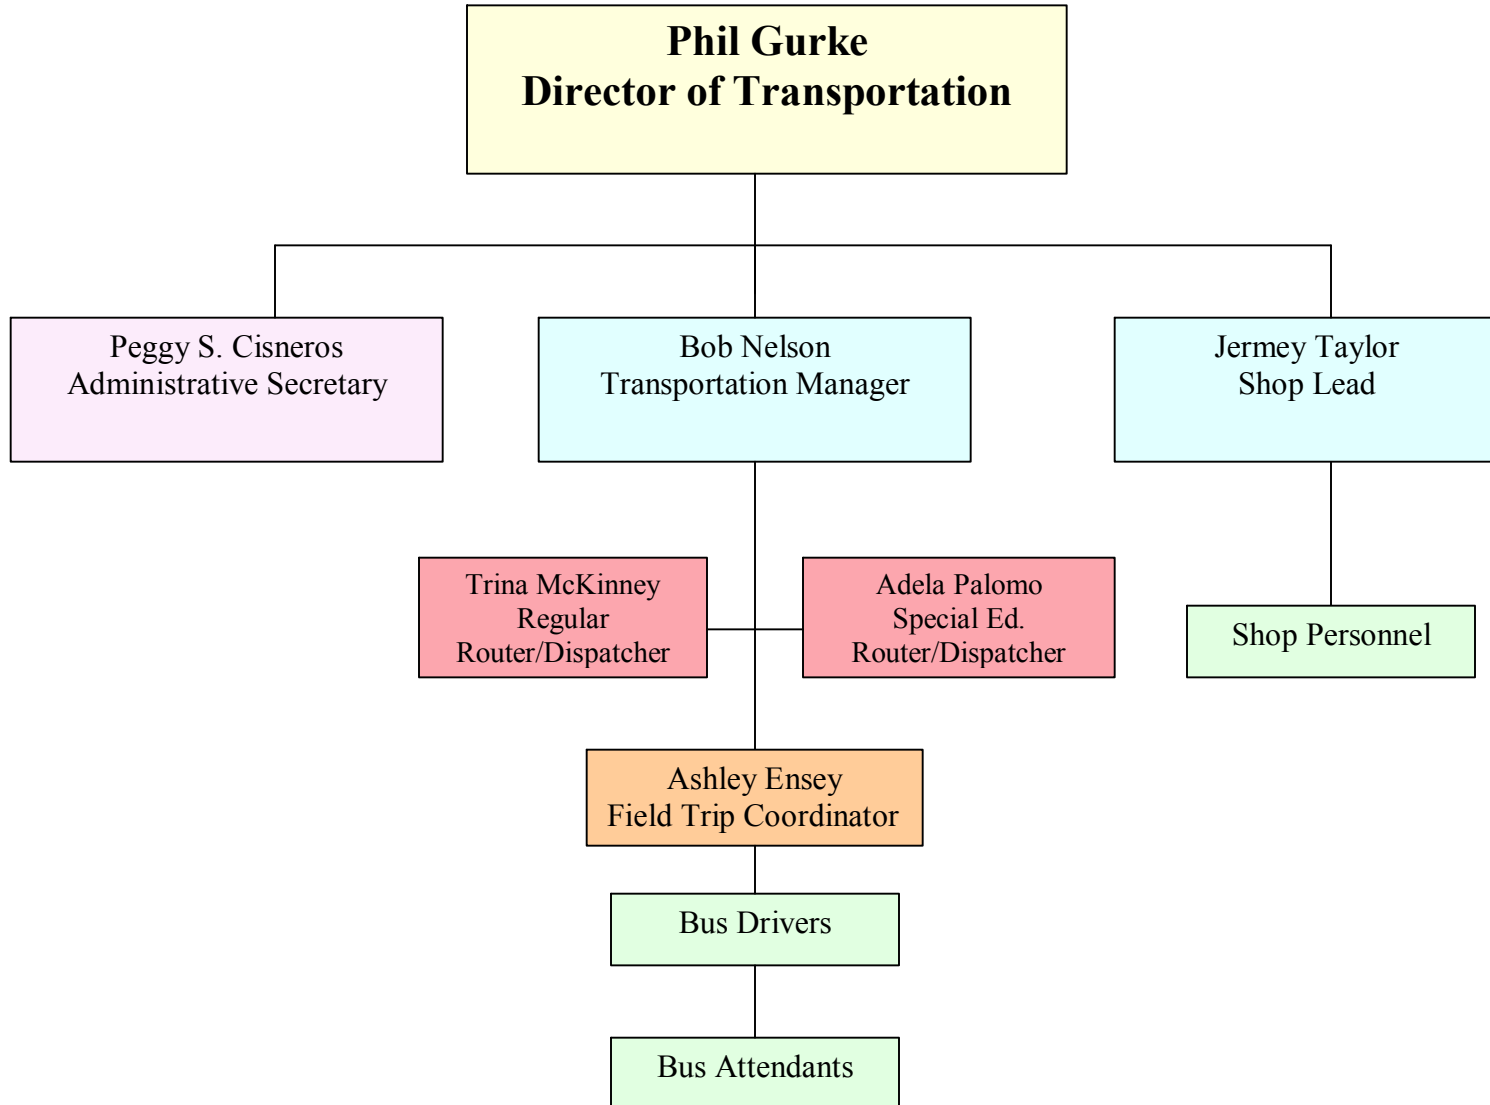 Phil Gurke
Director of Transportation
Peggy S. Cisneros
Administrative Secretary
Bob Nelson
Transportation Manager
Jermey Taylor
Shop Lead
Trina McKinney
Regular
Router/Dispatcher
Adela Palomo
Special Ed.
Router/Dispatcher
Shop Personnel
Ashley Ensey
Field Trip Coordinator
Bus Drivers
Bus Attendants